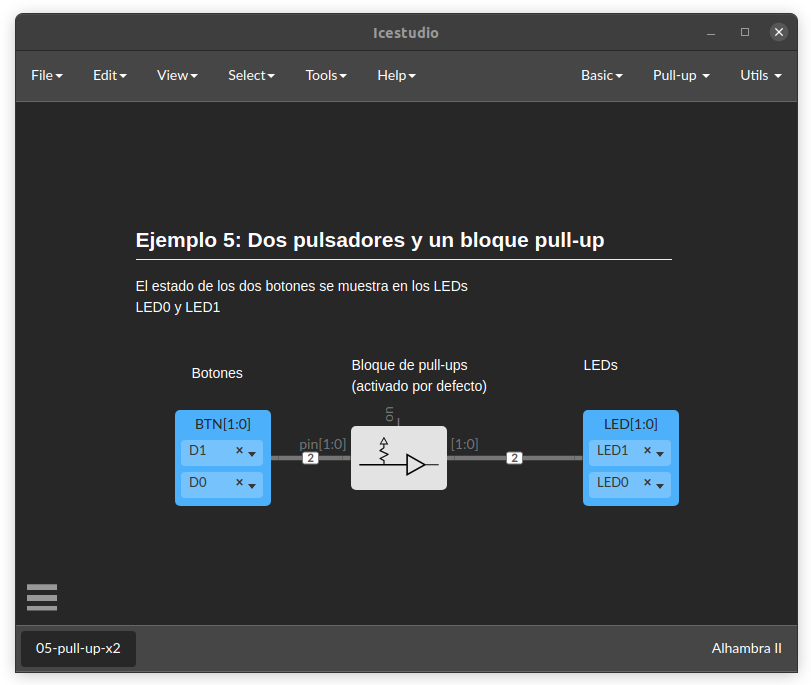 Icestudio
File Edit View Select Tools Help Basic Pull-up Utils
Ejemplo 5: Dos pulsadores y un bloque pull-up
El estado de los dos botones se muestra en los LEDs
LED0 y LED1
Botones
Bloque de pull-ups
(activado por defecto)
LEDs
BTN[1:0]
D1 ×
D0 ×
pin[1:0]
2
on
[1:0]
2
LED[1:0]
LED1 ×
LED0 ×
05-pull-up-x2
Alhambra II